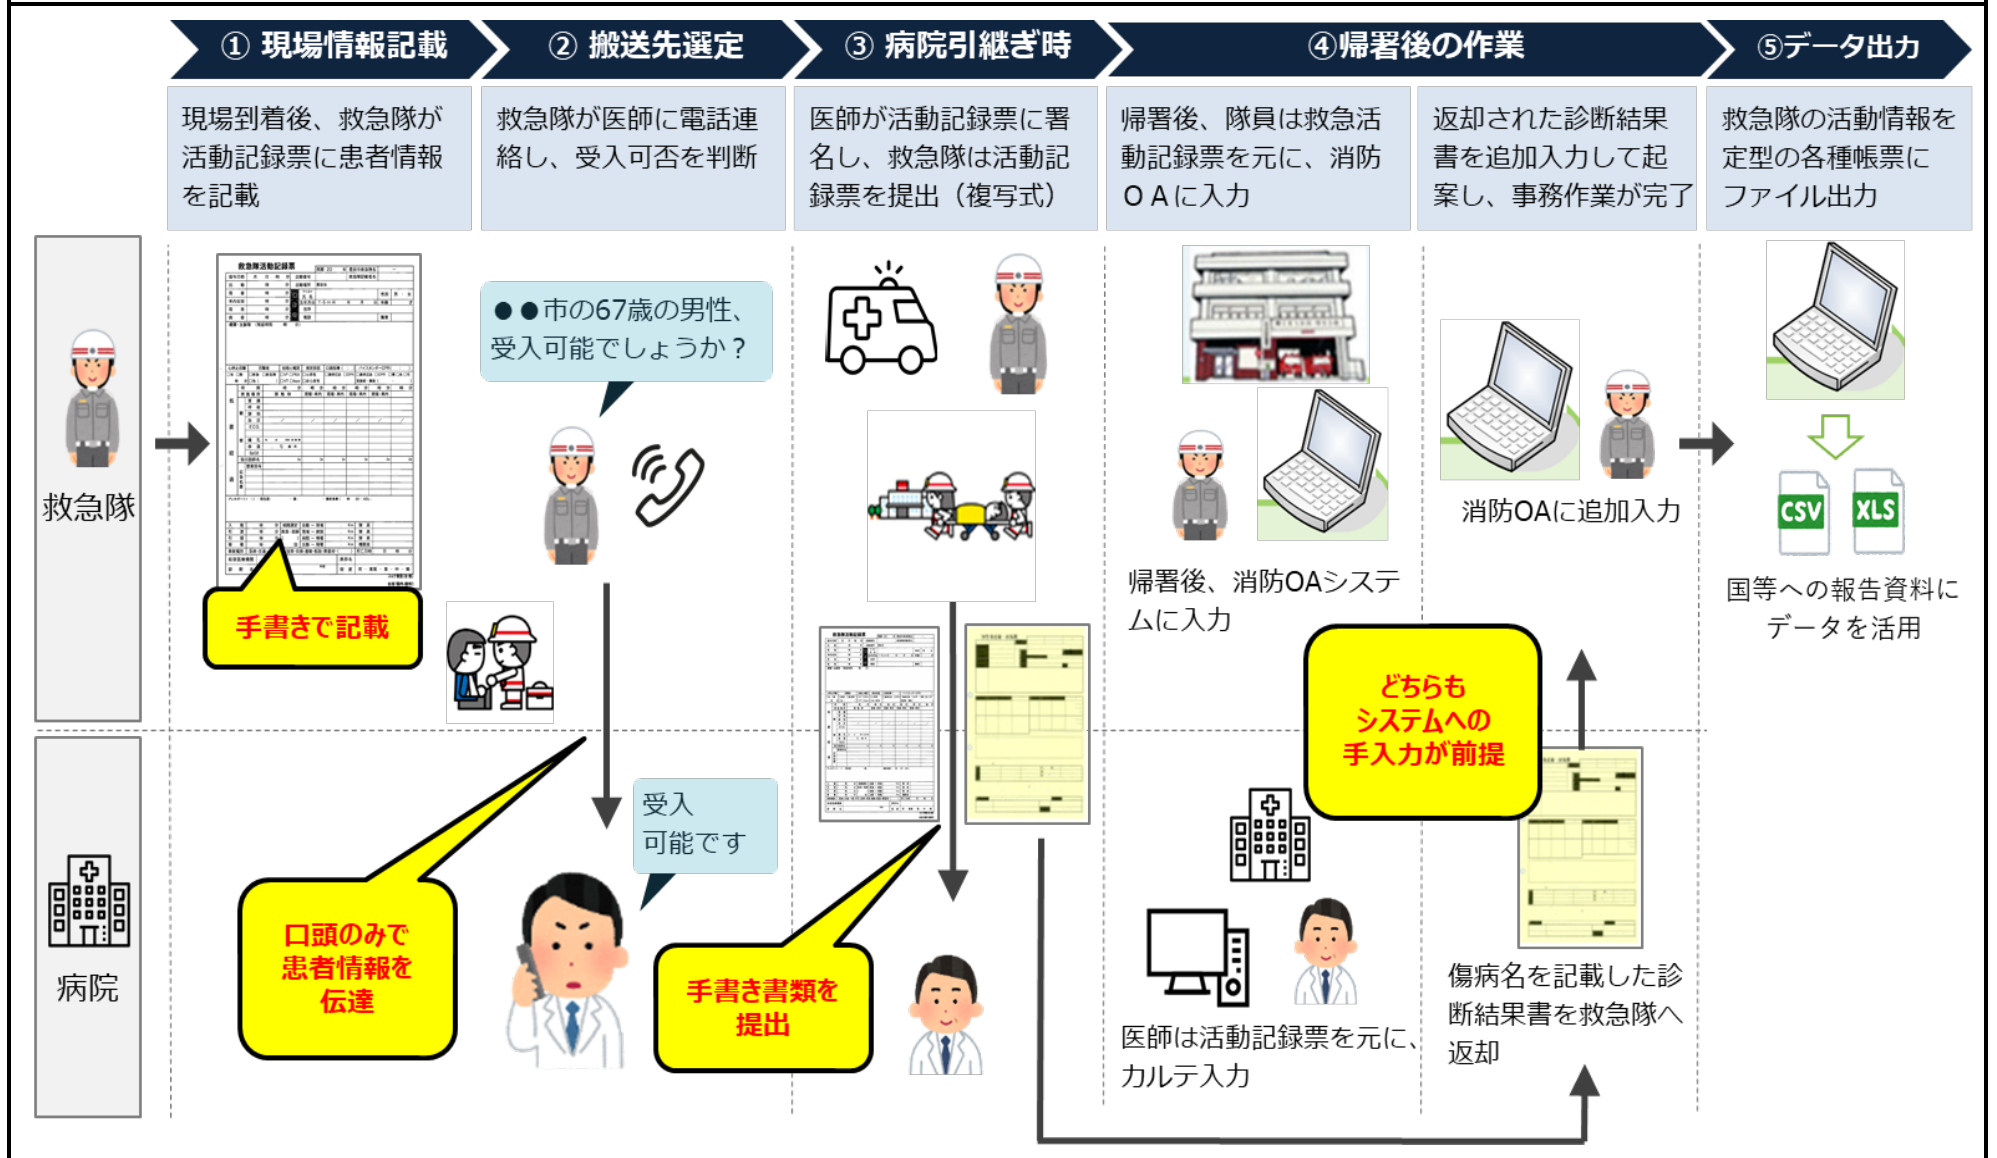 ① 現場情報記載
② 搬送先選定
③ 病院引継ぎ時
④帰署後の作業
⑤データ出力
現場到着後、救急隊が
活動記録票に患者情報
を記載
救急隊が医師に電話連
絡し、受入可否を判断
医師が活動記録票に署
名し、救急隊は活動記
録票を提出（複写式）
帰署後、隊員は救急活
動記録票を元に、消防
ＯＡに入力
返却された診断結果
書を追加入力して起
案し、事務作業が完了
救急隊の活動情報を
定型の各種帳票に
ファイル出力
救急隊
救急隊活動記録票
手書きで記載
●●市の67歳の男性、
受入可能でしょうか？
帰署後、消防OAシステ
ムに入力
消防OAに追加入力
CSV
XLS
国等への報告資料に
データを活用
どちらも
システムへの
手入力が前提
病院
口頭のみで
患者情報を
伝達
受入
可能です
手書き書類を
提出
医師は活動記録票を元に、
カルテ入力
傷病名を記載した診
断結果書を救急隊へ
返却